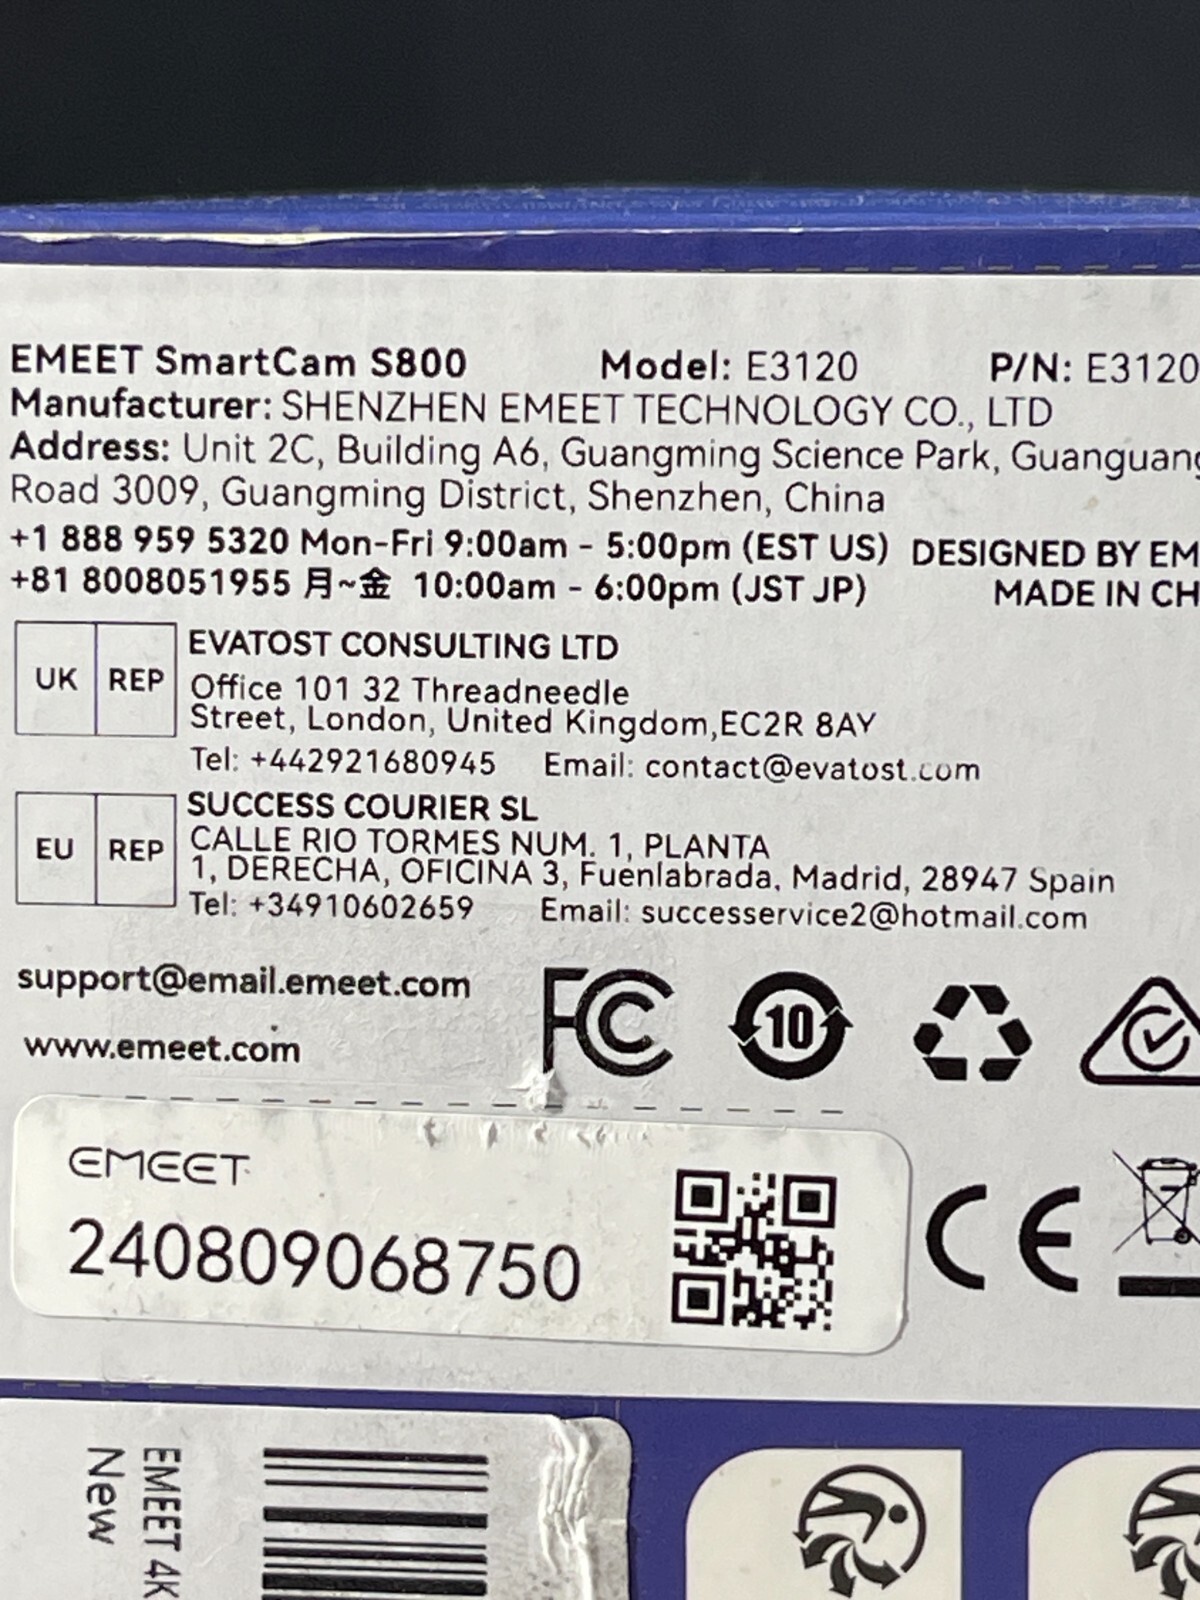 EMEET SmartCam S800 Model: E3120 P/N: E3120
Manufacturer: SHENZHEN EMEET TECHNOLOGY CO., LTD
Address: Unit 2C, Building A6, Guangming Science Park, Guanguang
Road 3009, Guangming District, Shenzhen, China
+1 888 959 5320 Mon-Fri 9:00am - 5:00pm (EST US) DESIGNED BY EM
+81 8008051955 月~金 10:00am - 6:00pm (JST JP) MADE IN CH
UK REP EVATOST CONSULTING LTD
Office 101 32 Threadneedle
Street, London, United Kingdom,EC2R 8AY
Tel: +442921680945 Email: contact@evatost.com
EU REP SUCCESS COURIER SL
CALLE RIO TORMES NUM. 1, PLANTA
1, DERECHA, OFICINA 3, Fuenlabrada, Madrid, 28947 Spain
Tel: +34910602659 Email: successervice2@hotmail.com
support@email.emeet.com
www.emeet.com
FC 10
EMEET
240809068750
CE
EMEET 4K
New